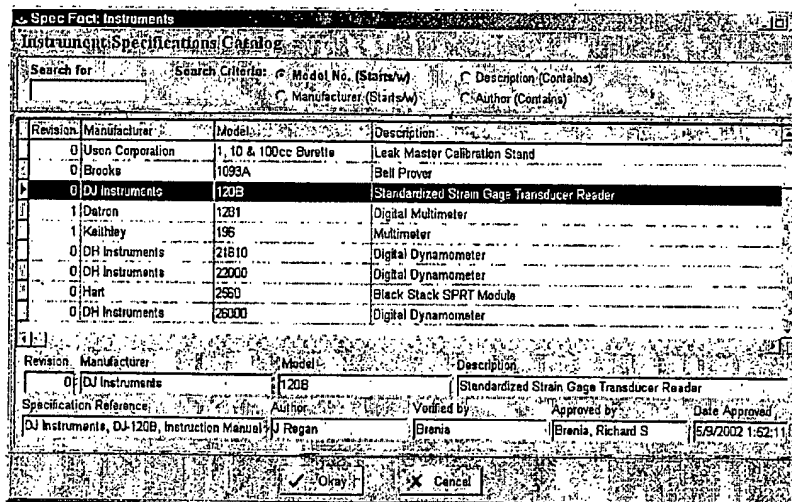 Spec Fact: Instruments
Instrument Specifications Catalog
Search for
Search Criteria:
Model No. (Starts/w)
Description (Contains)
Manufacturer (Starts/w)
Author (Contains)
Revision Manufacturer Model Description
0 Uson Corporation 1, 10 & 100cc Burette Leak Master Calibration Stand
0 Brooks 1093A Bell Prover
0 DJ Instruments 120B Standardized Strain Gage Transducer Reader
1 Datron 1281 Digital Multimeter
1 Keithley 196 Multimeter
0 DH Instruments 21810 Digital Dynamometer
0 DH Instruments 22000 Digital Dynamometer
0 Hart 2560 Black Stack SPRT Module
0 DH Instruments 26000 Digital Dynamometer
Revision Manufacturer Model Description
0 DJ Instruments 120B Standardized Strain Gage Transducer Reader
Specification Reference Author Verified by Approved by Date Approved
DJ Instruments, DJ-120B, Instruction Manual J Regan Brenia Brenia, Richard S 5/9/2002 1:52:11
Okay Cancel